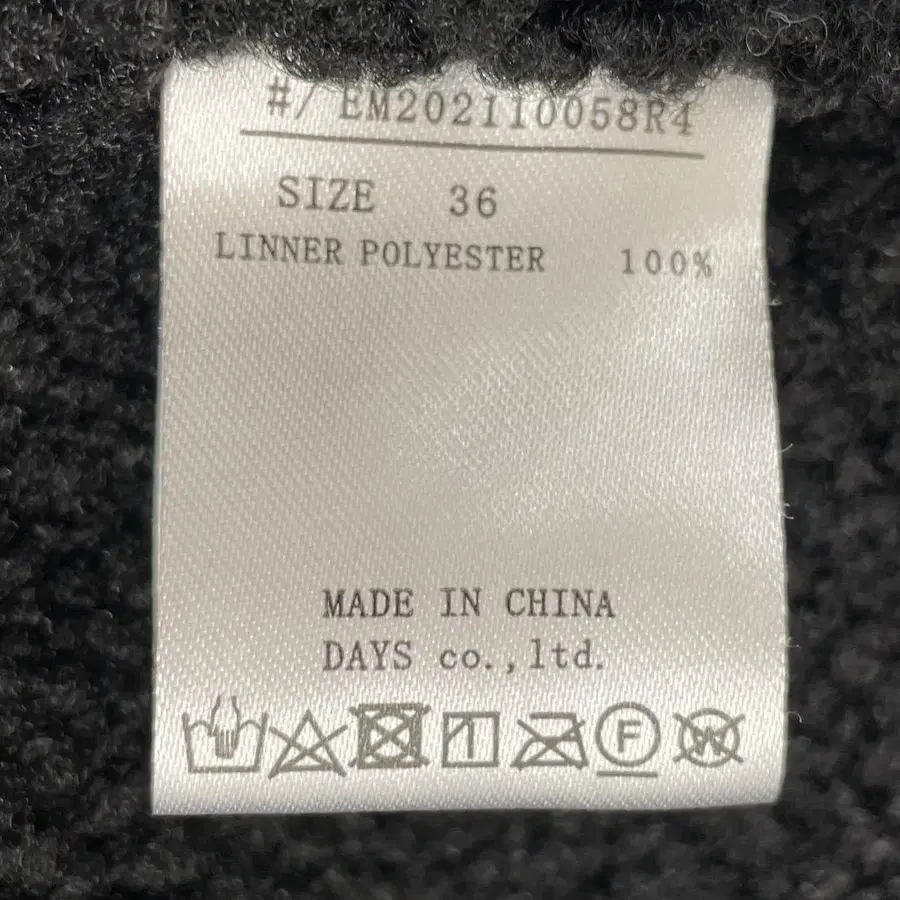 #/ EM202110058R4
SIZE 36
LINNER POLYESTER 100%
MADE IN CHINA
DAYS co.,ltd.
F W